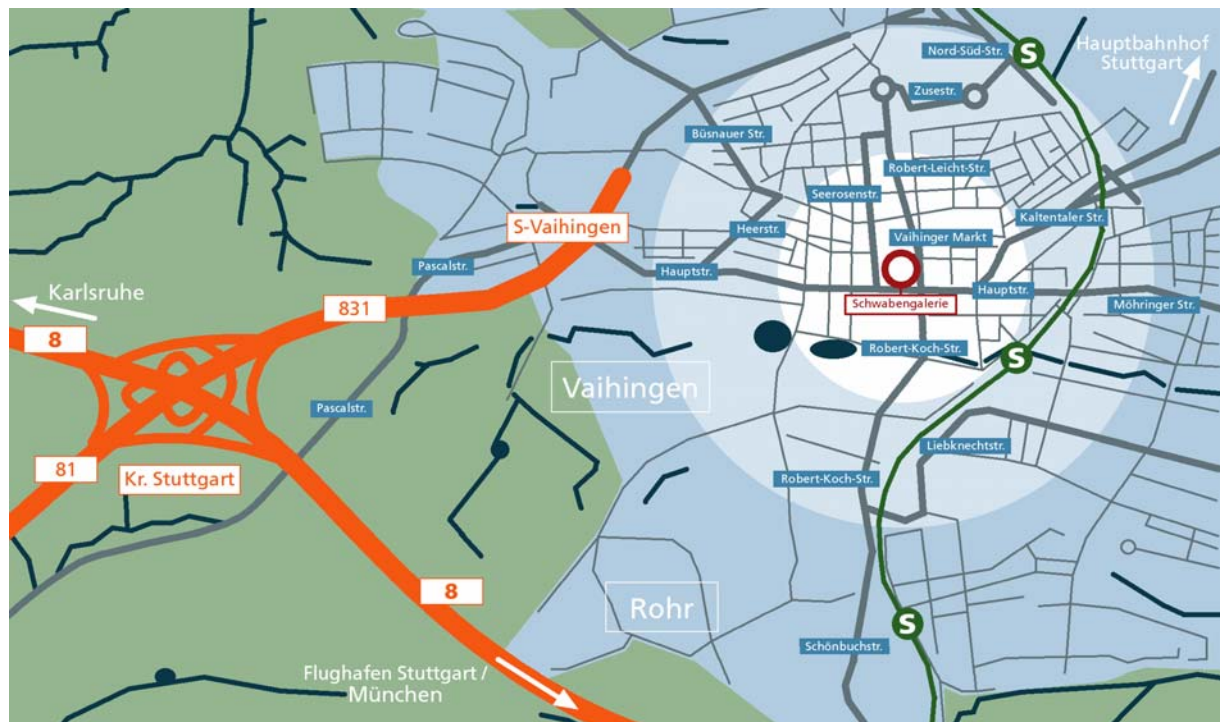 Nord-Süd-Str.
S
Hauptbahnhof
Stuttgart
Zusestr.
Büsnauer Str.
Robert-Leicht-Str.
Seerosenstr.
Kaltentaler Str.
S-Vaihingen
Heerstr.
Vaihinger Markt
Pascalstr.
Hauptstr.
Hauptstr.
Karlsruhe
831
Schwabengalerie
Möhringer Str.
8
Robert-Koch-Str.
S
Vaihingen
Pascalstr.
Liebknechtstr.
81
Kr. Stuttgart
Robert-Koch-Str.
8
Rohr
S
Schönbuchstr.
Flughafen Stuttgart /
München